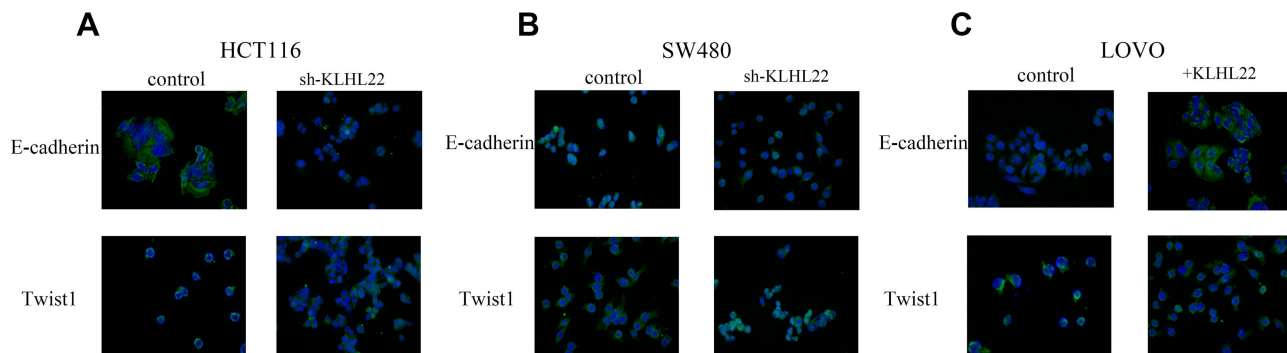 A
HCT116
control sh-KLHL22
E-cadherin
Twist1
B
SW480
control sh-KLHL22
E-cadherin
Twist1
C
LOVO
control +KLHL22
E-cadherin
Twist1